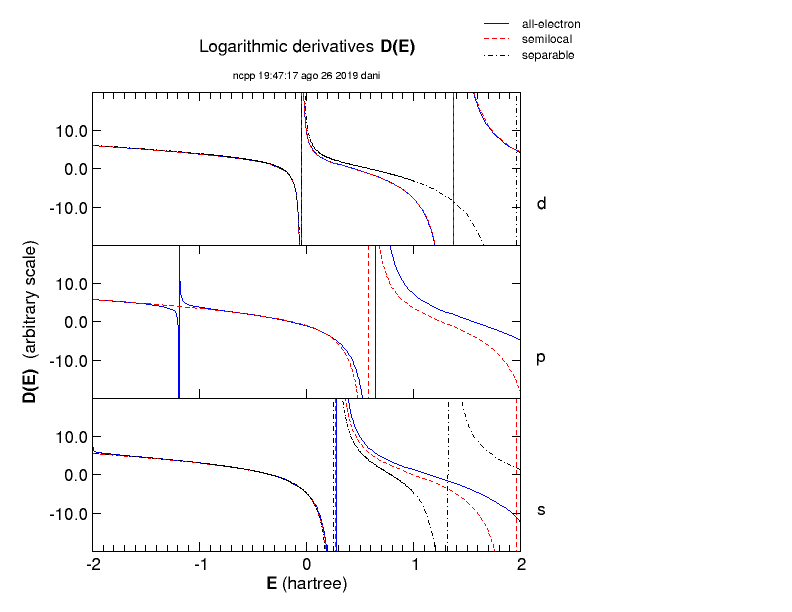 all-electron
semilocal
separable
Logarithmic derivatives D(E)
ncpp 19:47:17 ago 26 2019 dani
10.0
0.0
-10.0
d
10.0
0.0
-10.0
p
D(E) (arbitrary scale)
10.0
0.0
-10.0
s
-2 -1 0 1 2
E (hartree)